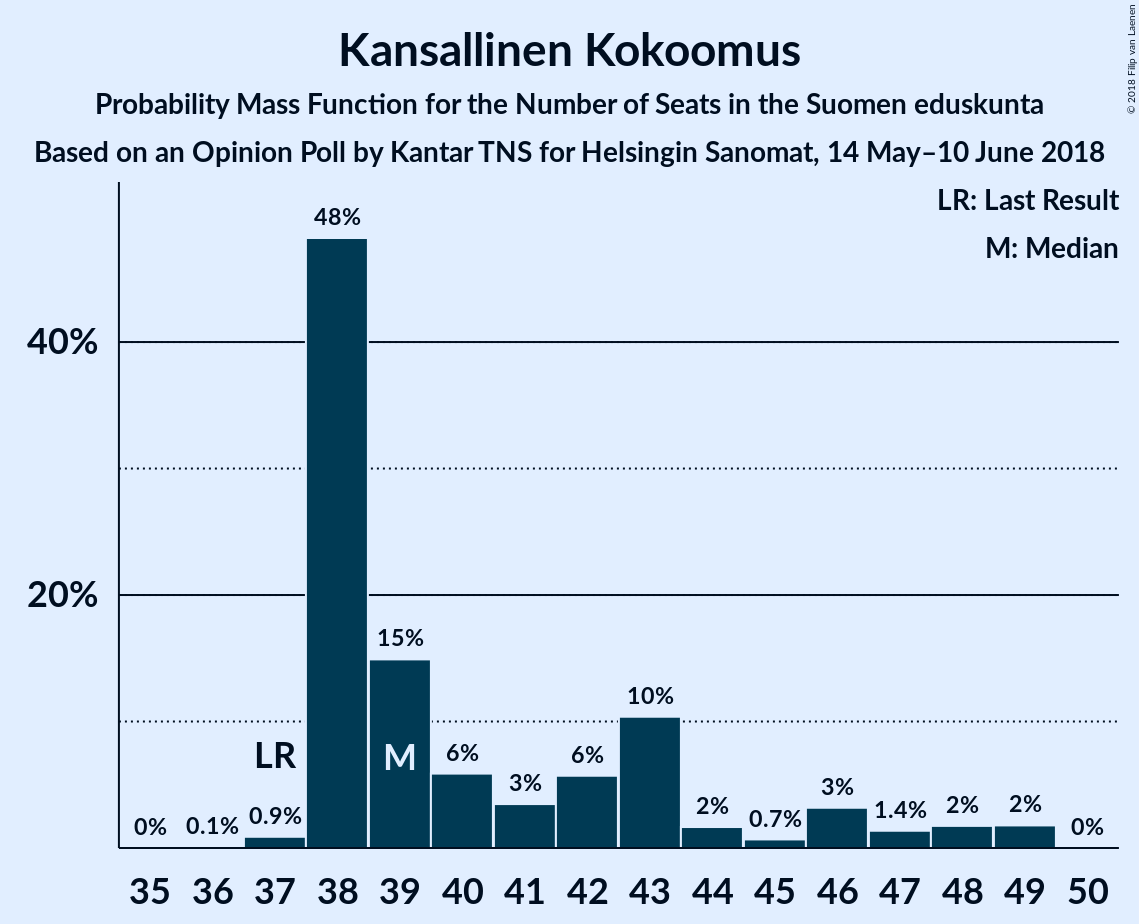 Kansallinen Kokoomus
Probability Mass Function for the Number of Seats in the Suomen eduskunta
Based on an Opinion Poll by Kantar TNS for Helsingin Sanomat, 14 May–10 June 2018
© 2018 Filip van Laenen
LR: Last Result
M: Median
40%
20%
0%
0.1%
0.9%
48%
15%
6%
3%
6%
10%
2%
0.7%
3%
1.4%
2%
2%
0%
LR
M
35 36 37 38 39 40 41 42 43 44 45 46 47 48 49 50